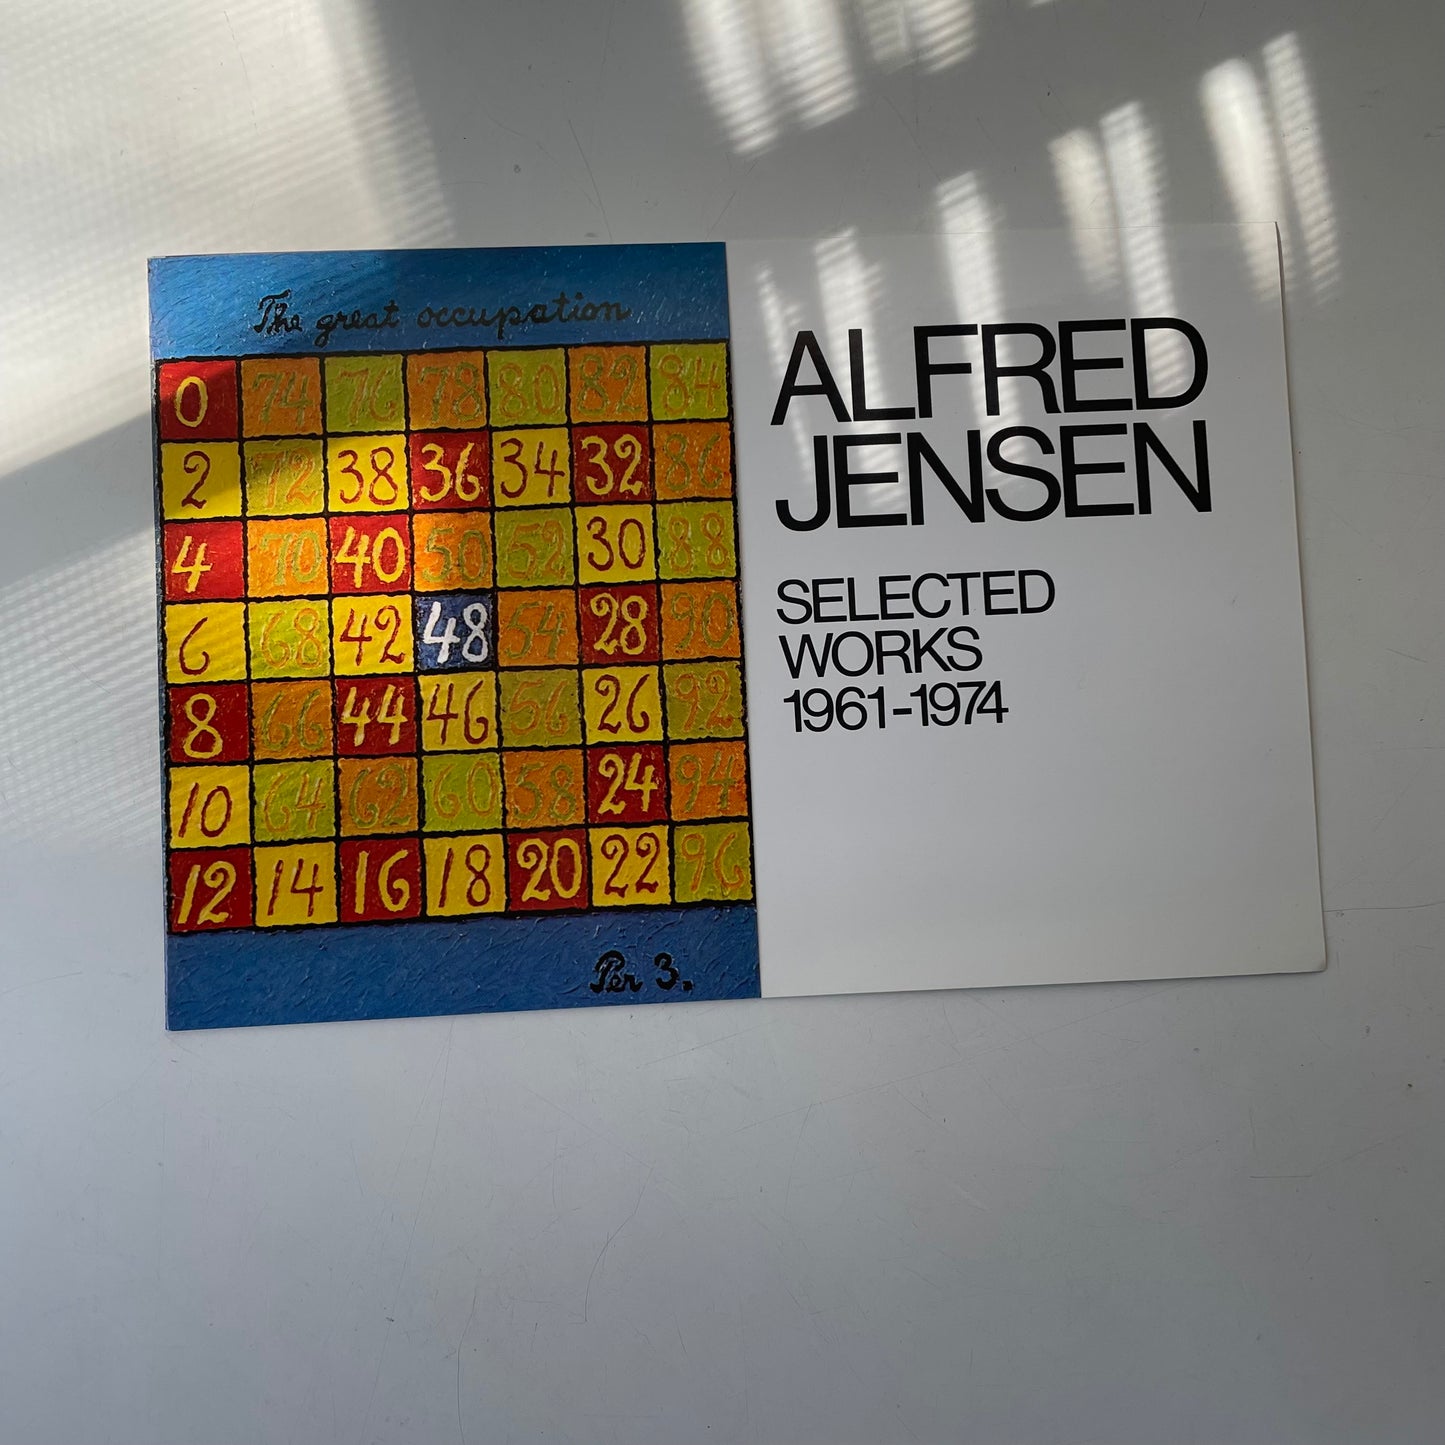 The great occupation
0 74 76 78 80 82 84
2 72 38 36 34 32 86
4 70 40 50 52 30 88
6 68 42 48 54 28 90
8 66 44 46 56 26 92
10 64 62 60 58 24 94
12 14 16 18 20 22 96
Per 3.
ALFRED
JENSEN
SELECTED
WORKS
1961-1974